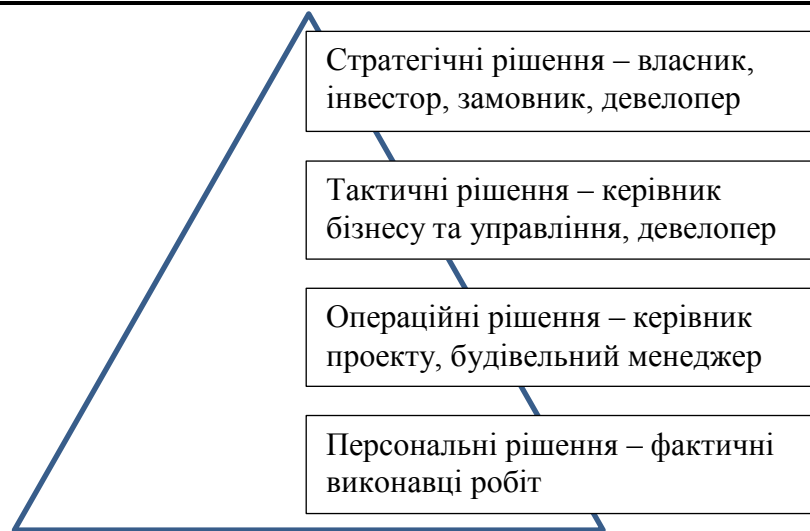 Стратегічні рішення – власник,
інвестор, замовник, девелопер
Тактичні рішення – керівник
бізнесу та управління, девелопер
Операційні рішення – керівник
проекту, будівельний менеджер
Персональні рішення – фактичні
виконавці робіт